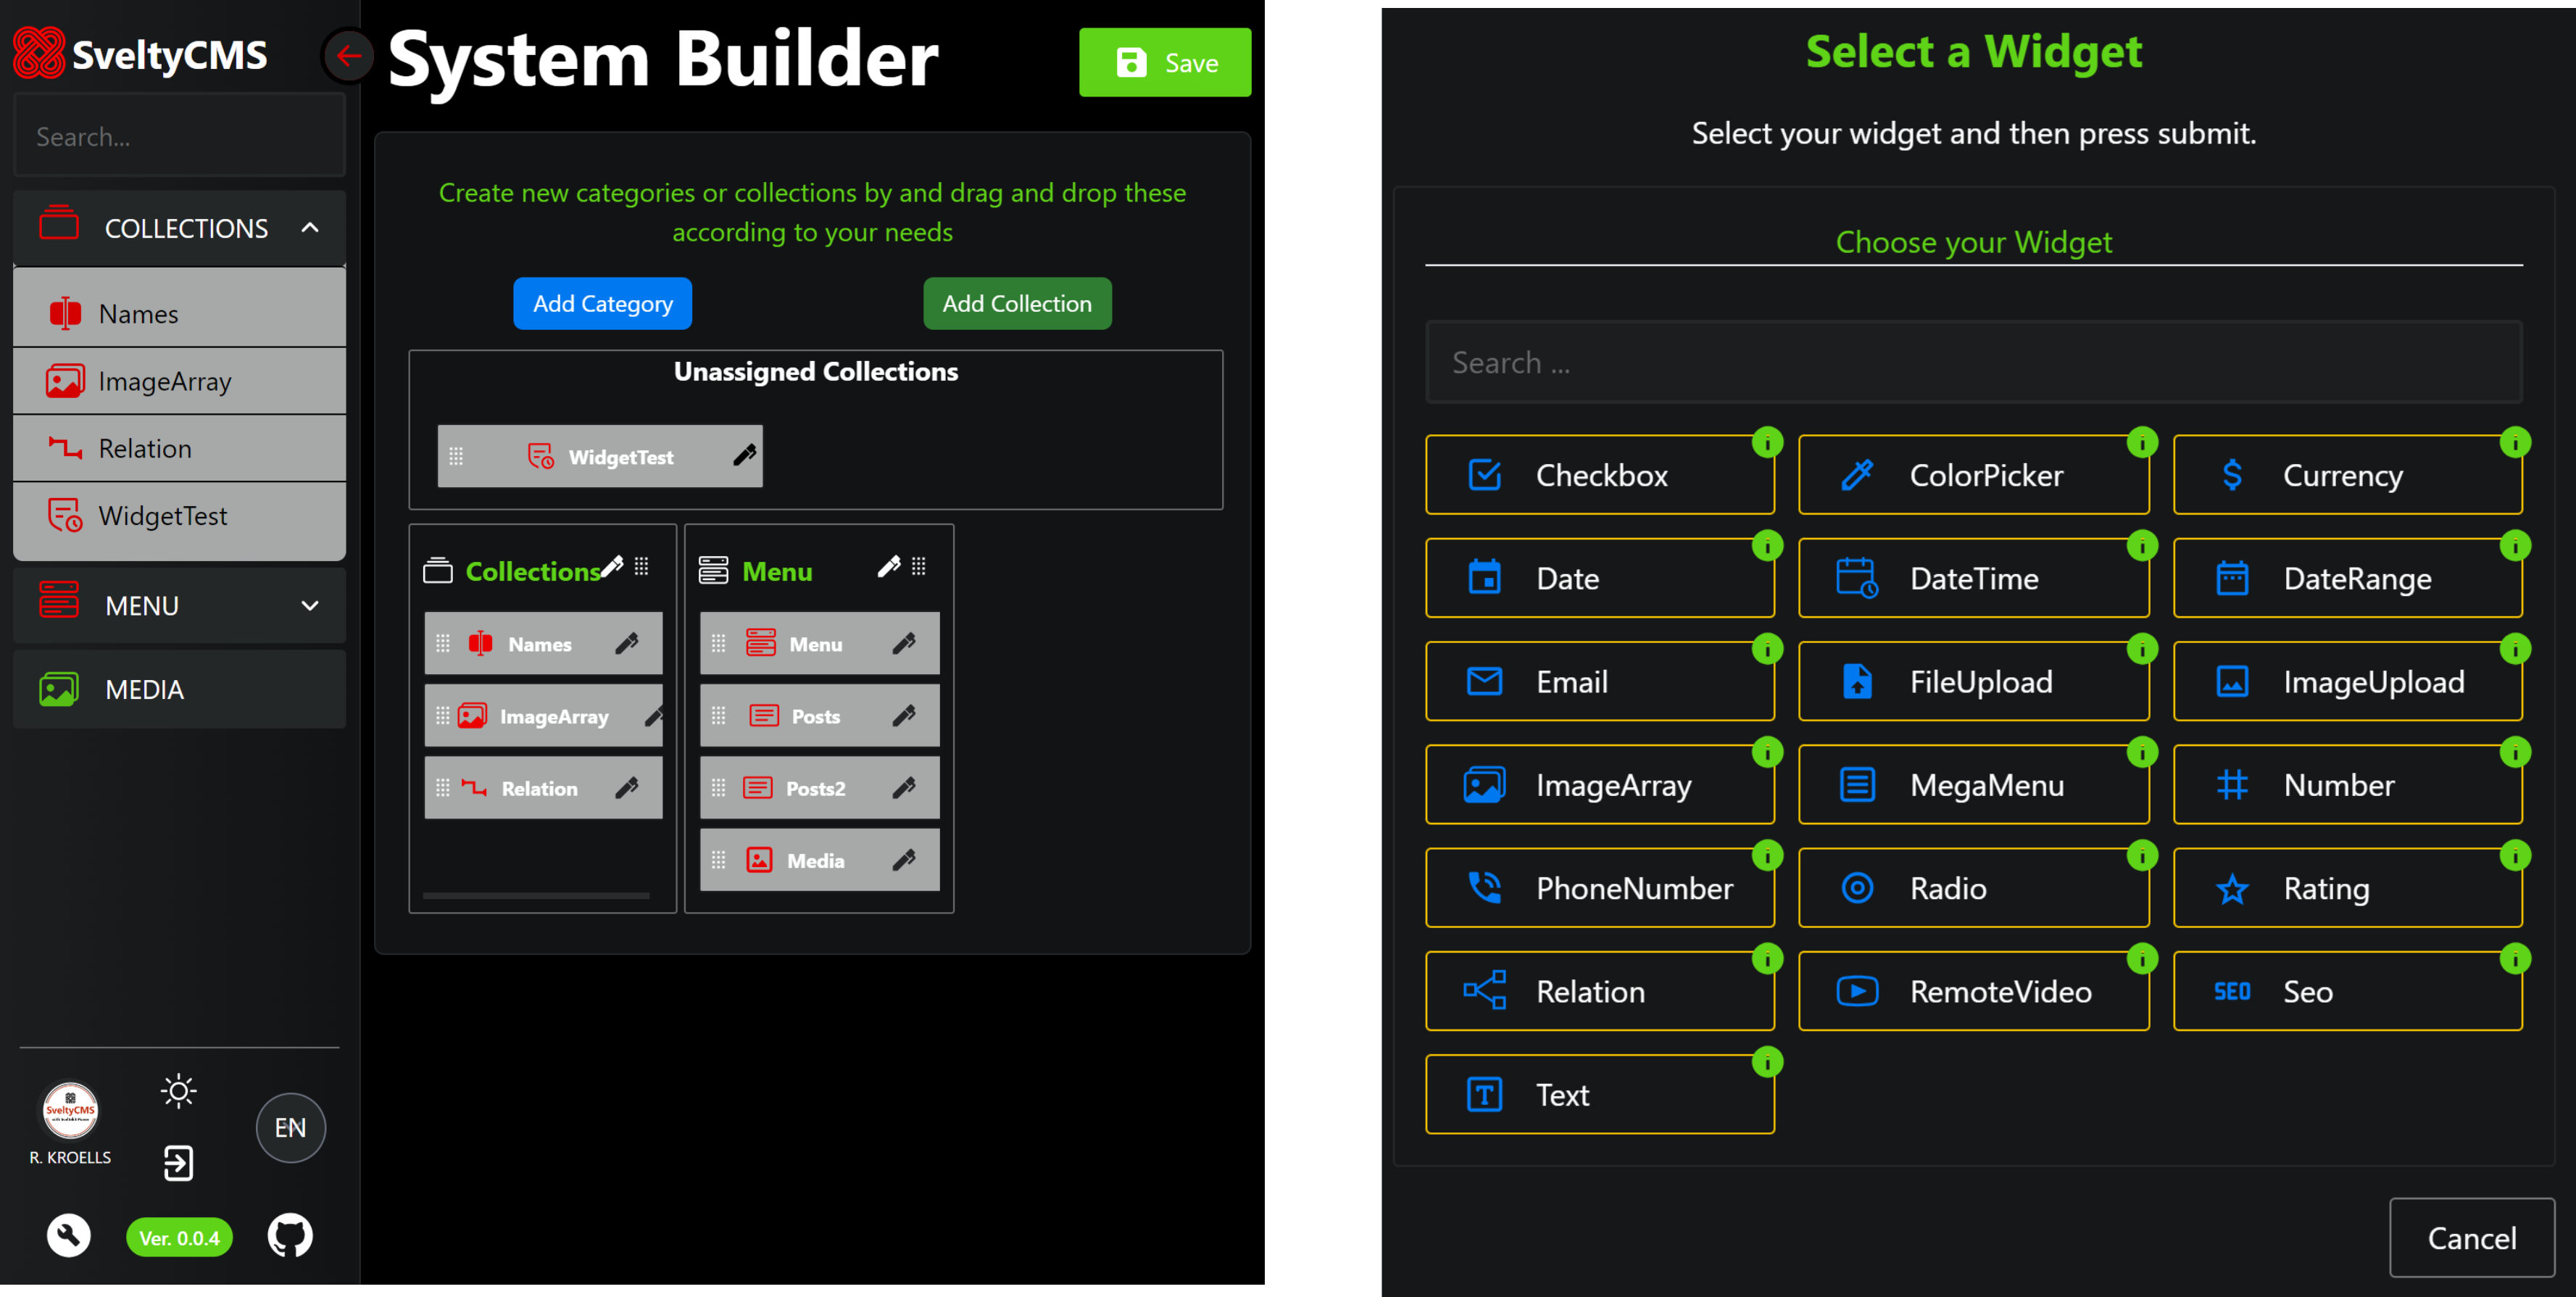 SveltyCMS
Search...
COLLECTIONS
Names
ImageArray
Relation
WidgetTest
MENU
MEDIA
SveltyCMS
R. KROELLS
EN
Ver. 0.0.4
System Builder
Save
Create new categories or collections by and drag and drop these
according to your needs
Add Category
Add Collection
Unassigned Collections
WidgetTest
Collections
Names
ImageArray
Relation
Menu
Menu
Posts
Posts2
Media
Select a Widget
Select your widget and then press submit.
Choose your Widget
Search ...
Checkbox
ColorPicker
Currency
Date
DateTime
DateRange
Email
FileUpload
ImageUpload
ImageArray
MegaMenu
Number
PhoneNumber
Radio
Rating
Relation
RemoteVideo
SEO Seo
Text
Cancel